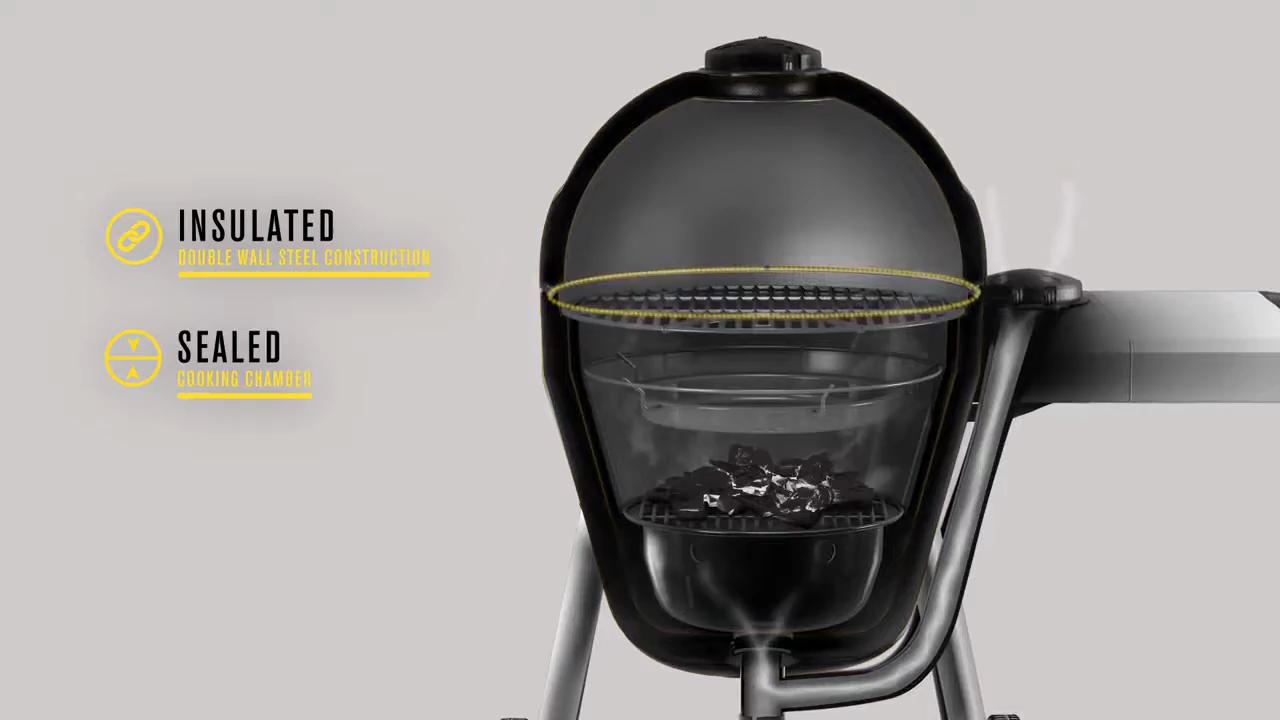 INSULATED
DOUBLE WALL STEEL CONSTRUCTION
SEALED
COOKING CHAMBER